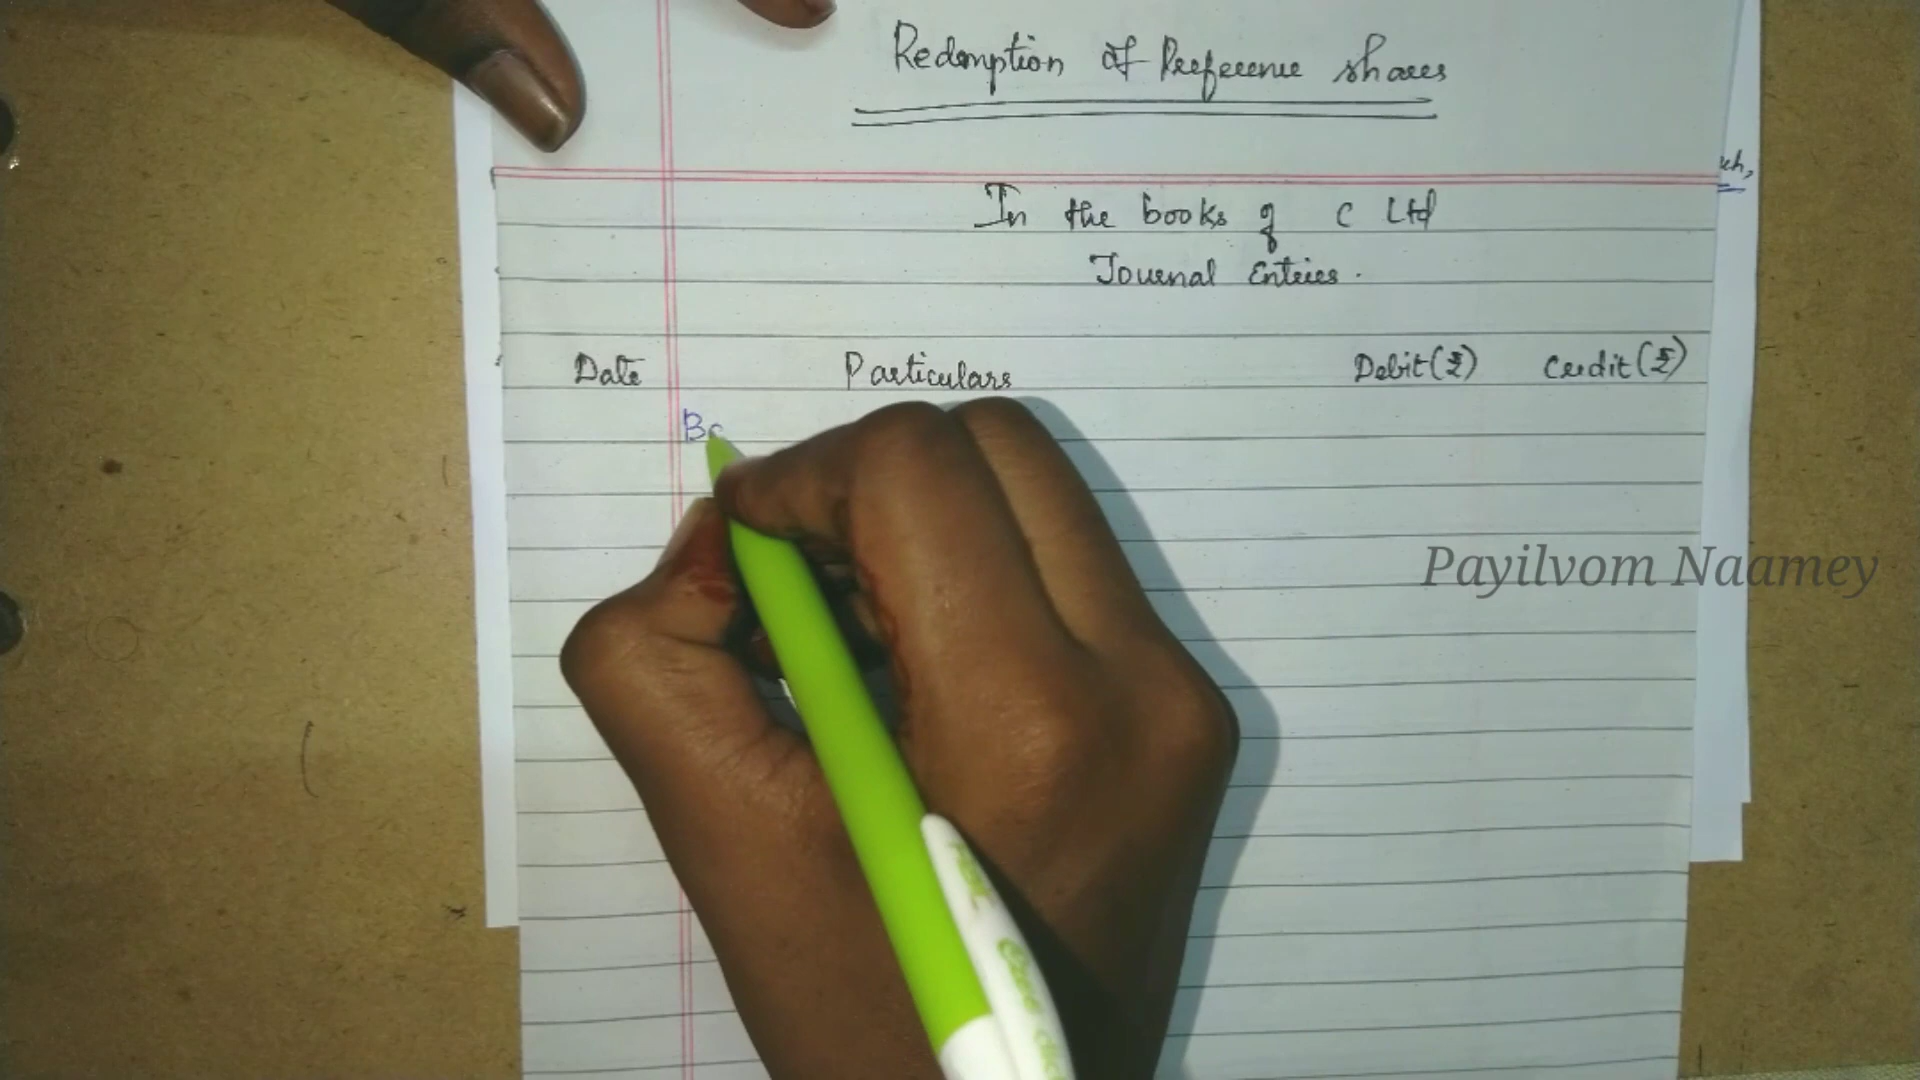 Redemption of Preference shares
In the books of C Ltd
Journal Entries.
Date Particulars Debit (₹) Credit (₹)
Payilvom Naamey